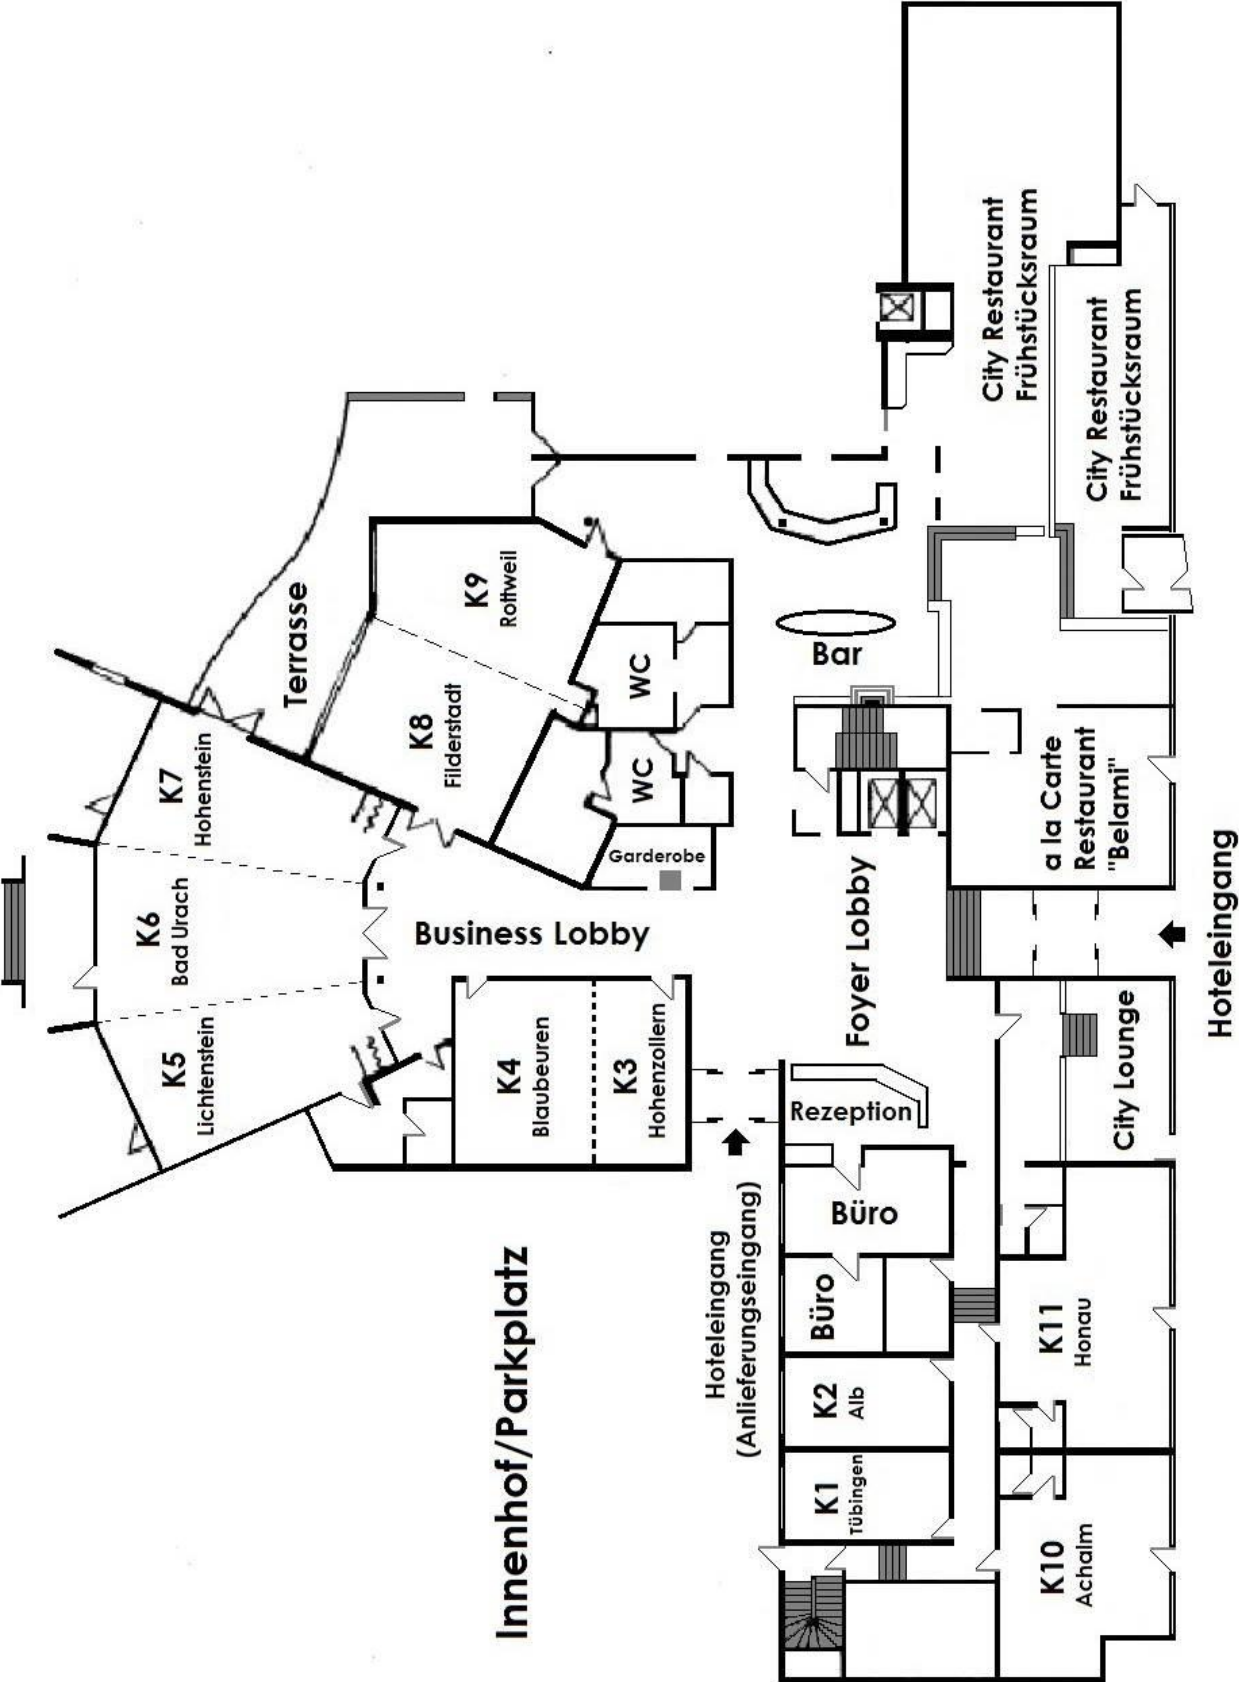 City Restaurant
Frühstücksraum
City Restaurant
Frühstücksraum
Terrasse
K9
Rottweil
K8
Filderstadt
WC
WC
Bar
K7
Hohenstein
K6
Bad Urach
K5
Lichtenstein
Garderobe
Business Lobby
Foyer Lobby
a la Carte
Restaurant
"Belami"
Hoteleingang
K4
Blaubeuren
K3
Hohenzollern
Rezeption
City Lounge
Büro
Büro
Hoteleingang
(Anlieferungseingang)
Innenhof/Parkplatz
K2
Alb
K1
Tübingen
K11
Honau
K10
Achalm